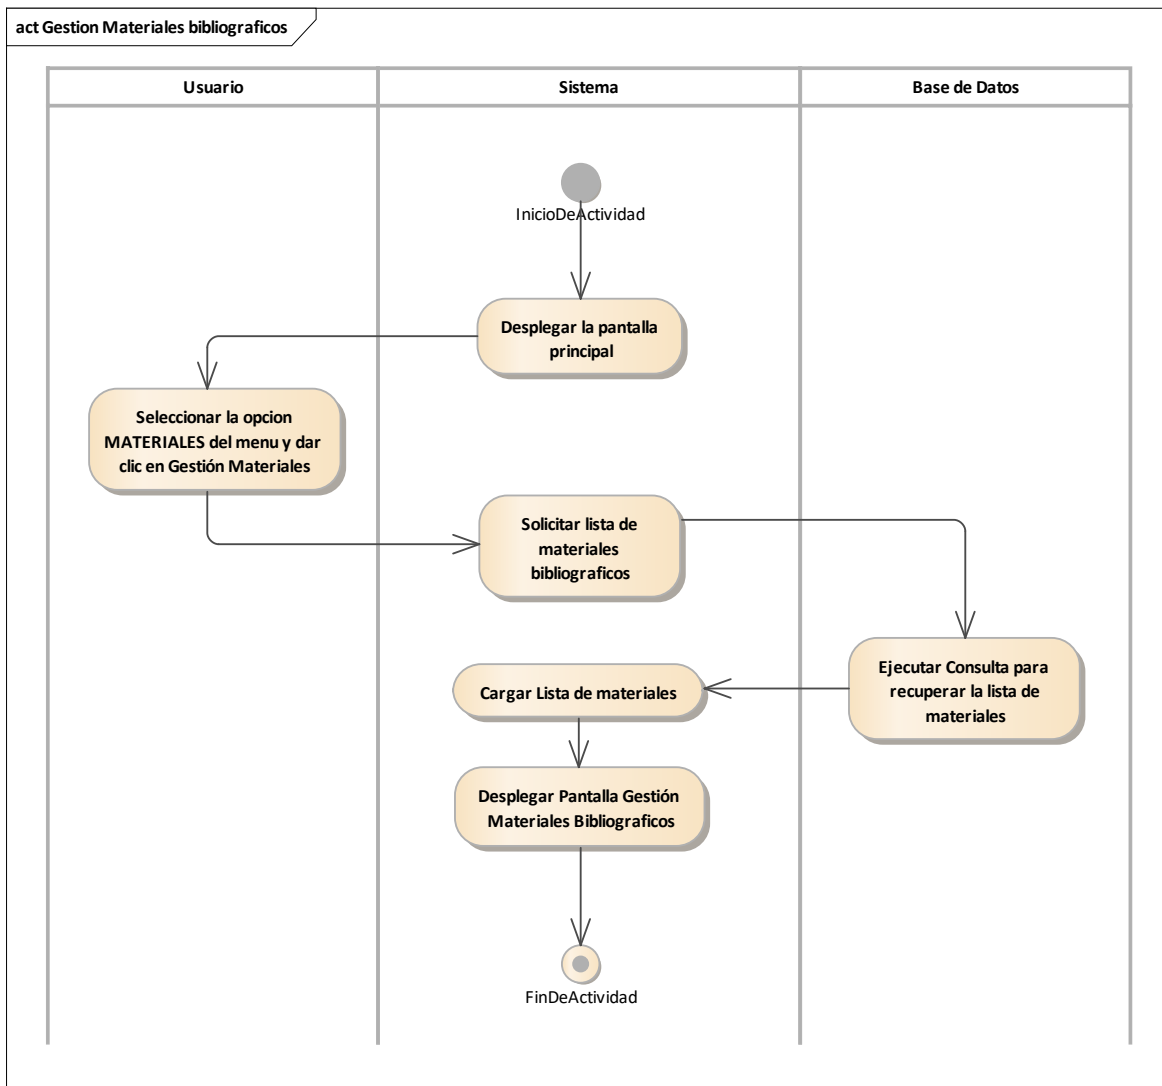 act Gestion Materiales bibliograficos
Usuario
Sistema
Base de Datos
InicioDeActividad
Desplegar la pantalla
principal
Seleccionar la opcion
MATERIALES del menu y dar
clic en Gestión Materiales
Solicitar lista de
materiales
bibliograficos
Ejecutar Consulta para
recuperar la lista de
materiales
Cargar Lista de materiales
Desplegar Pantalla Gestión
Materiales Bibliograficos
FinDeActividad